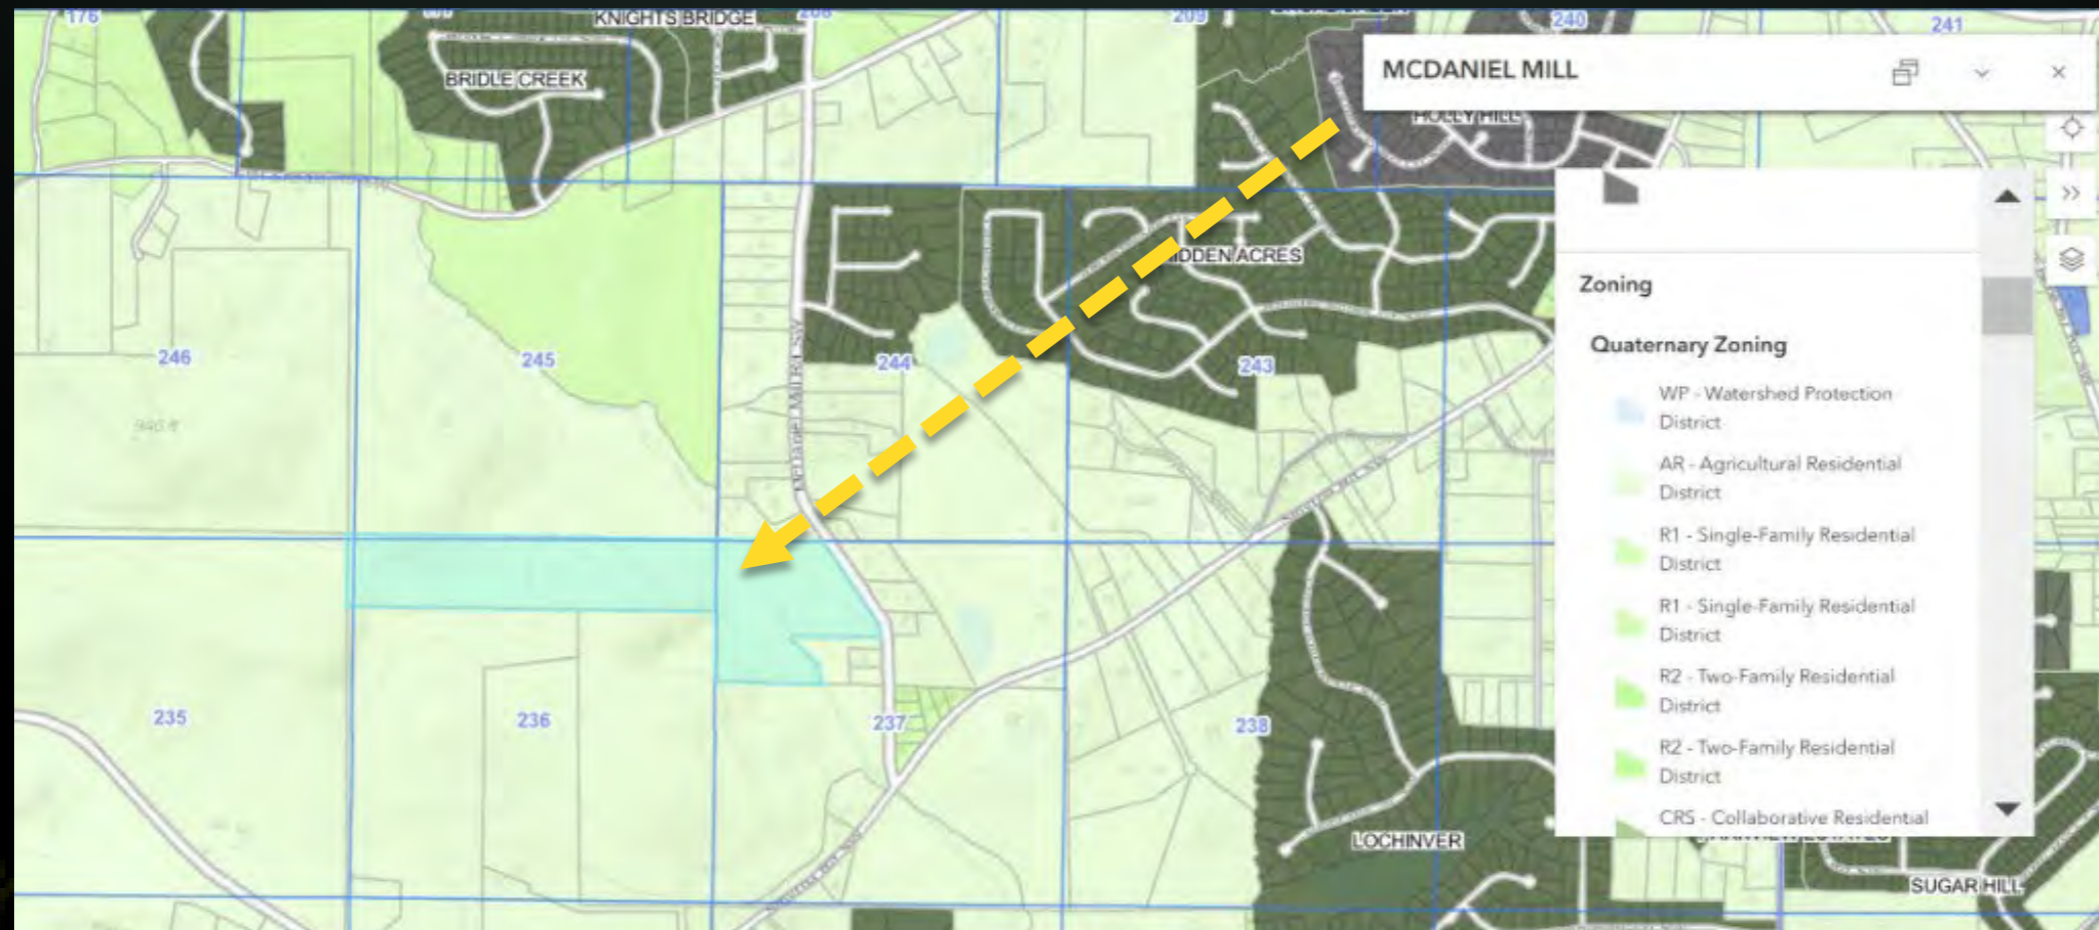 176
KNIGHTS BRIDGE
208
209
240
241
MCDANIEL MILL
BRIDLE CREEK
HOLLY HILL
HIDDEN ACRES
246
245
244
243
Zoning
Quaternary Zoning
WP - Watershed Protection
District
AR - Agricultural Residential
District
R1 - Single-Family Residential
District
R1 - Single-Family Residential
District
R2 - Two-Family Residential
District
R2 - Two-Family Residential
District
CRS - Collaborative Residential
235
236
237
238
LOCHINVER
SUGAR HILL